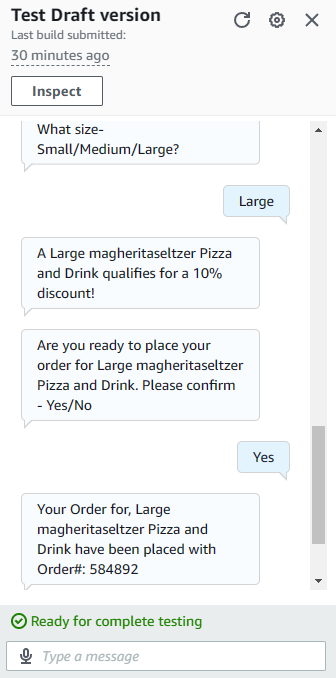 Test Draft version
Last build submitted:
30 minutes ago
Inspect
What size-
Small/Medium/Large?
Large
A Large magheritaseltzer Pizza
and Drink qualifies for a 10%
discount!
Are you ready to place your
order for Large magheritaseltzer
Pizza and Drink. Please confirm
- Yes/No
Yes
Your Order for, Large
magheritaseltzer Pizza and
Drink have been placed with
Order#: 584892
Ready for complete testing
Type a message